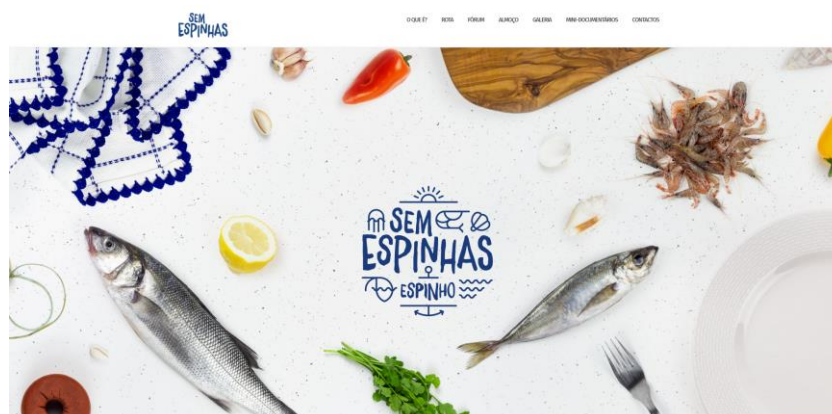 SEM
ESPINHAS
O QUE É? ROTA FÓRUM ALMOÇO GALERIA MINI-DOCUMENTÁRIOS CONTACTOS
SEM
ESPINHAS
ESPINHO